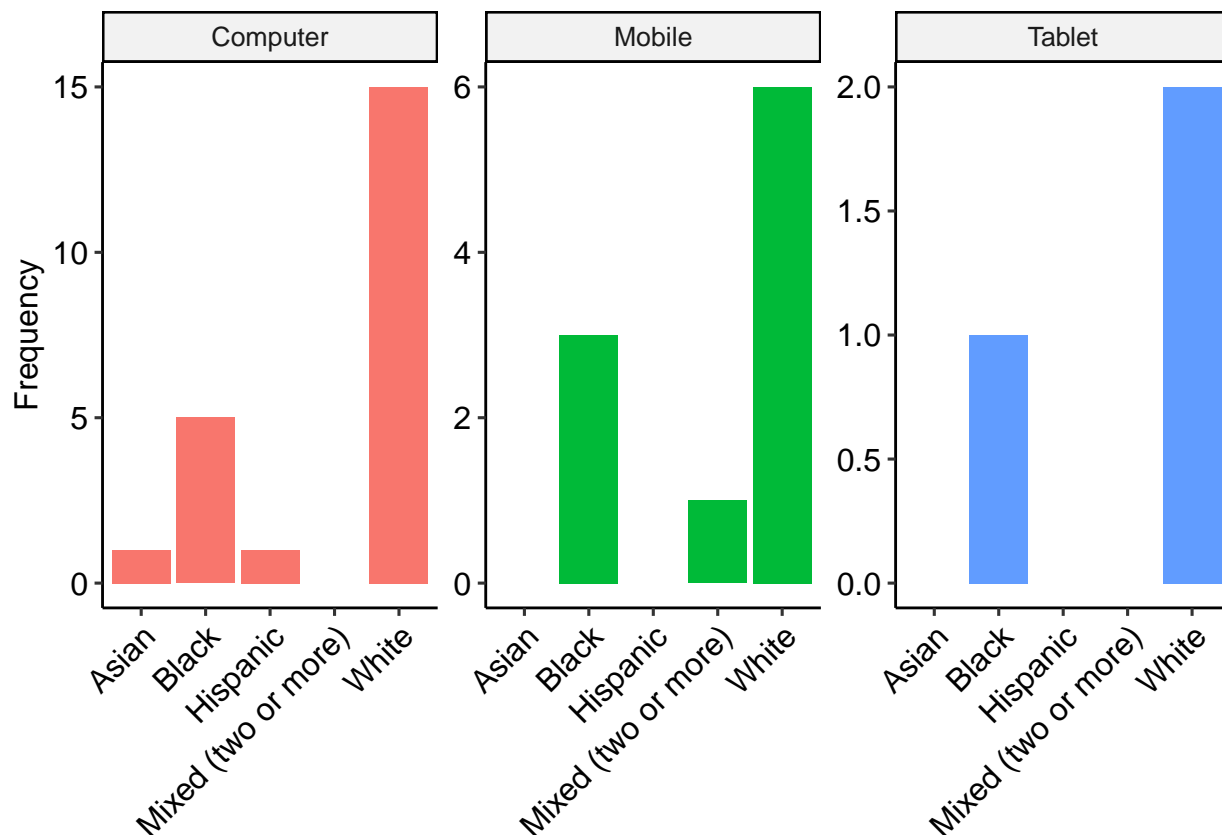 Computer
Mobile
Tablet
Frequency
15
10
5
0
6
4
2
0
2.0
1.5
1.0
0.5
0.0
Asian
Black
Hispanic
Mixed (two or more)
White
Asian
Black
Hispanic
Mixed (two or more)
White
Asian
Black
Hispanic
Mixed (two or more)
White